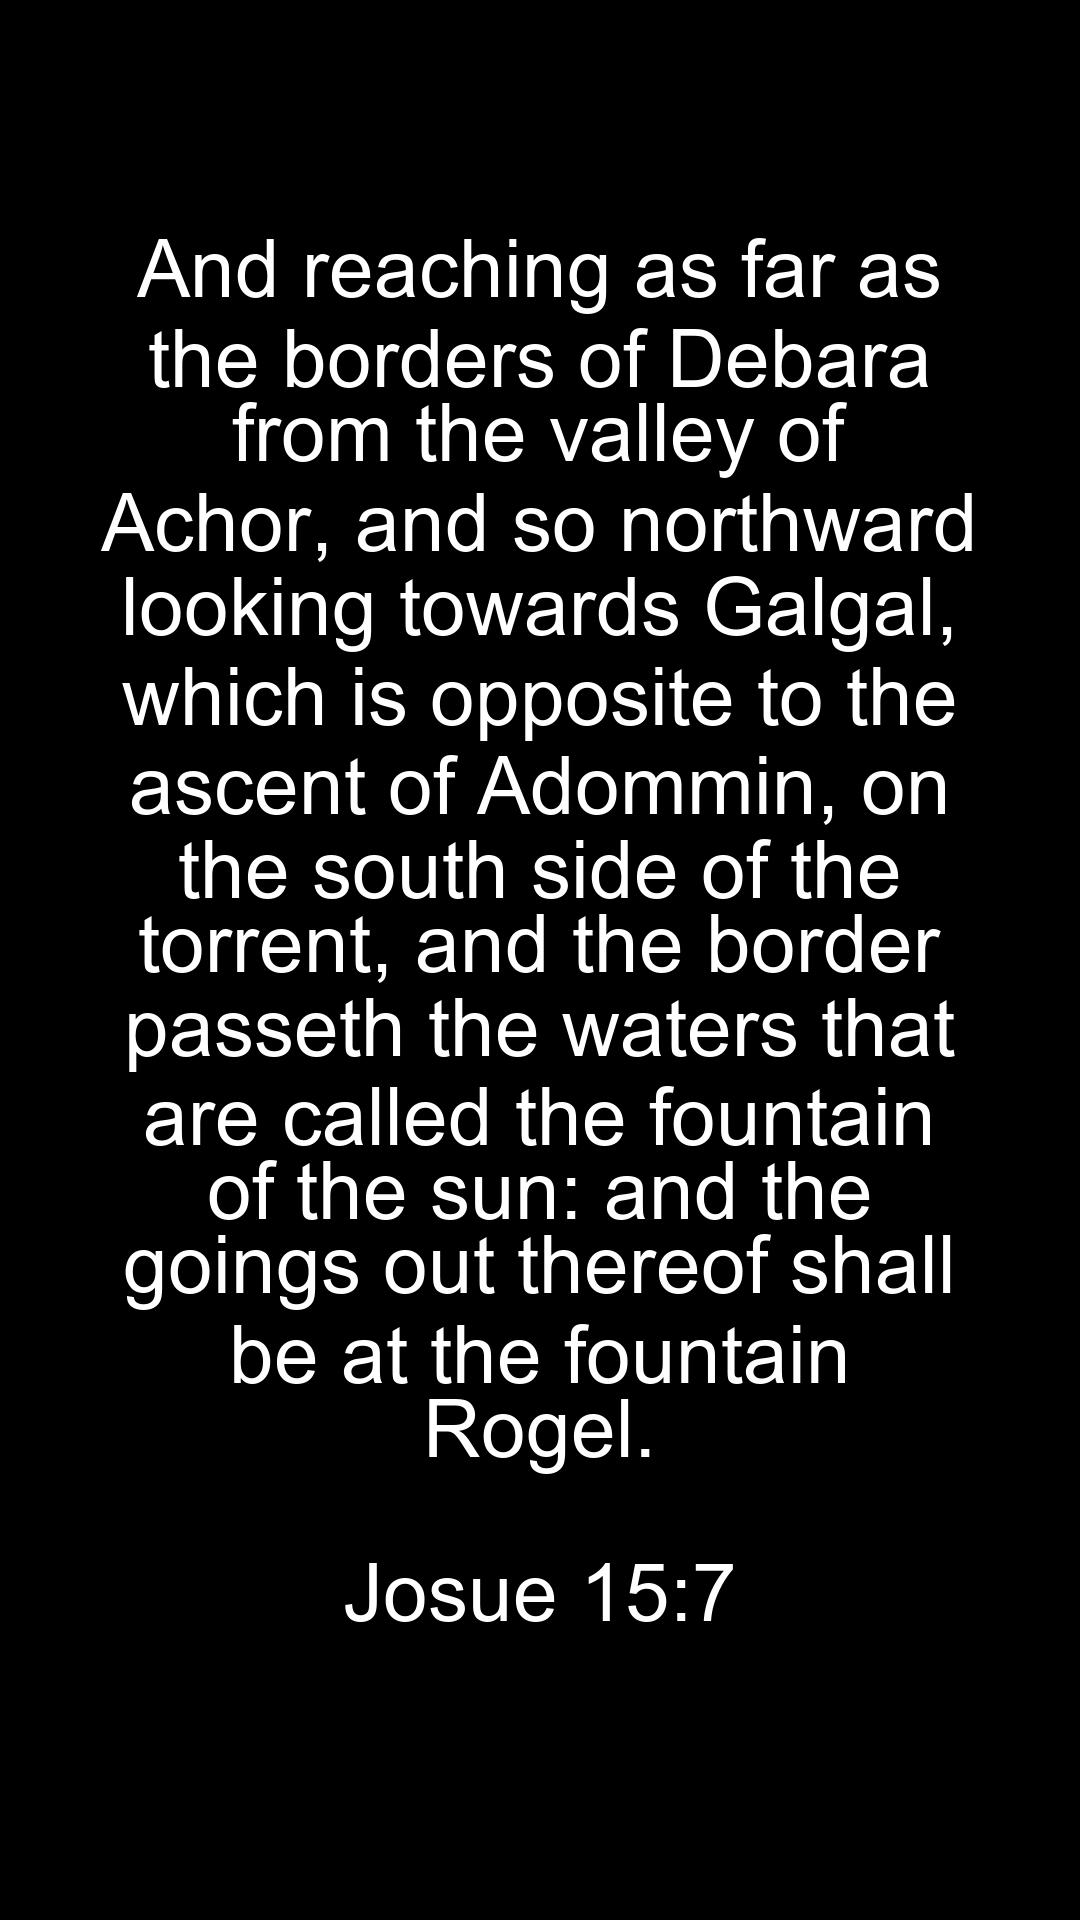 And reaching as far as
the borders of Debara
from the valley of
Achor, and so northward
looking towards Galgal,
which is opposite to the
ascent of Adommin, on
the south side of the
torrent, and the border
passeth the waters that
are called the fountain
of the sun: and the
goings out thereof shall
be at the fountain
Rogel.
Josue 15:7